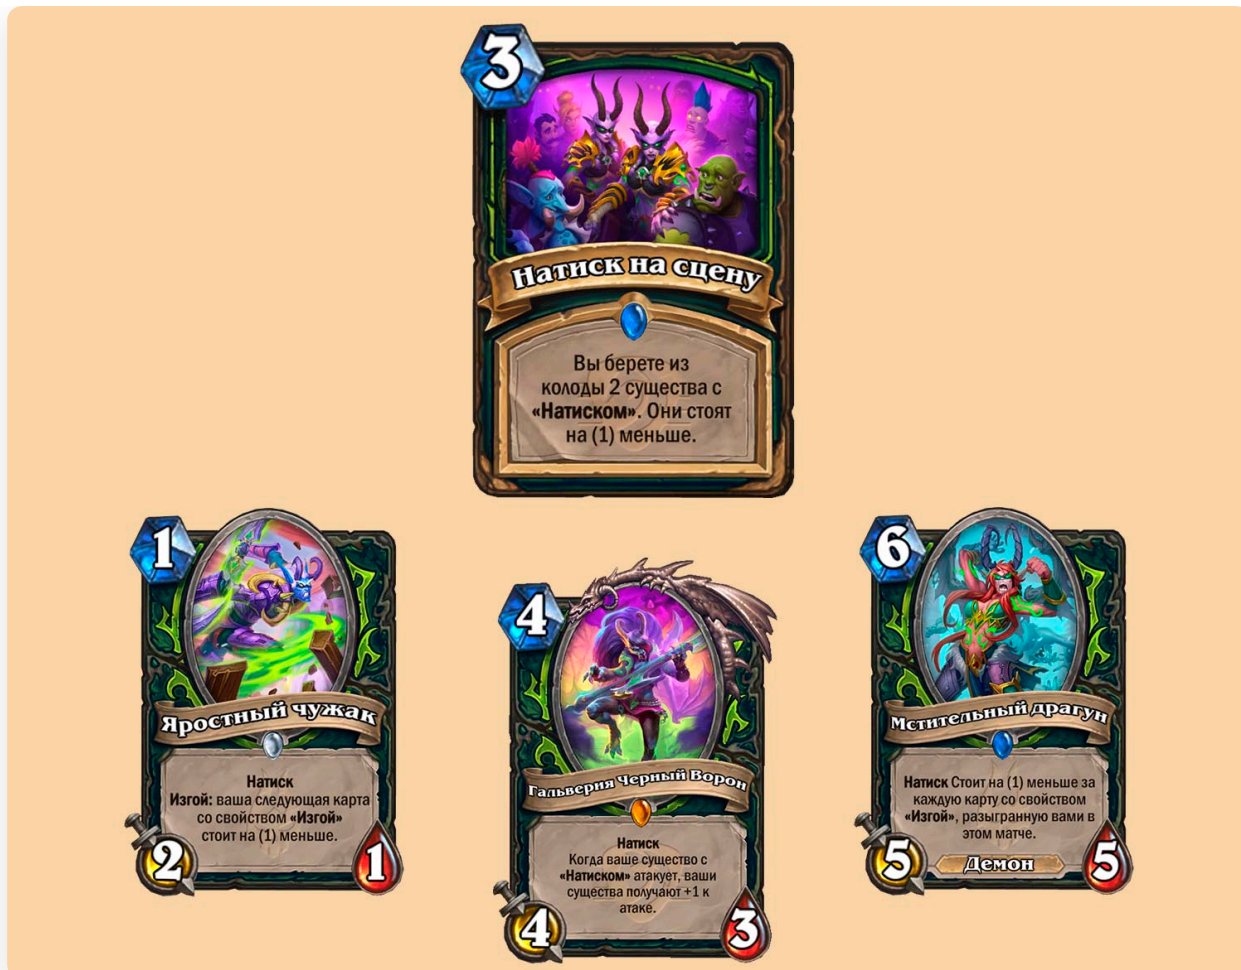 3
Натиск на сцену
Вы берете из
колоды 2 существа с
«Натиском». Они стоят
на (1) меньше.
1
Яростный чужак
Натиск
Изгой: ваша следующая карта
со свойством «Изгой»
стоит на (1) меньше.
2
1
4
Гальверия Черный Ворон
Натиск
Когда ваше существо с
«Натиском» атакует, ваши
существа получают +1 к
атаке.
4
3
6
Мстительный драгун
Натиск Стоит на (1) меньше за
каждую карту со свойством
«Изгой», разыгранную вами в
этом матче.
5
Демон
5